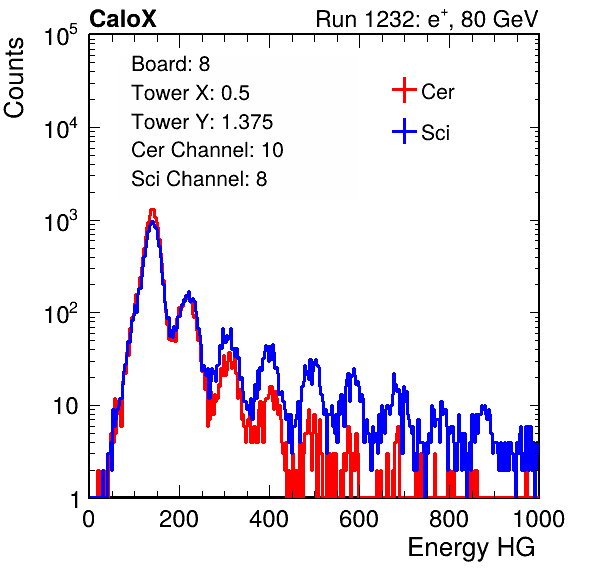 CaloX Run 1232: e⁺, 80 GeV
Counts
10⁵
10⁴
10³
10²
10
1
Board: 8
Tower X: 0.5
Tower Y: 1.375
Cer Channel: 10
Sci Channel: 8
Cer
Sci
0 200 400 600 800 1000
Energy HG